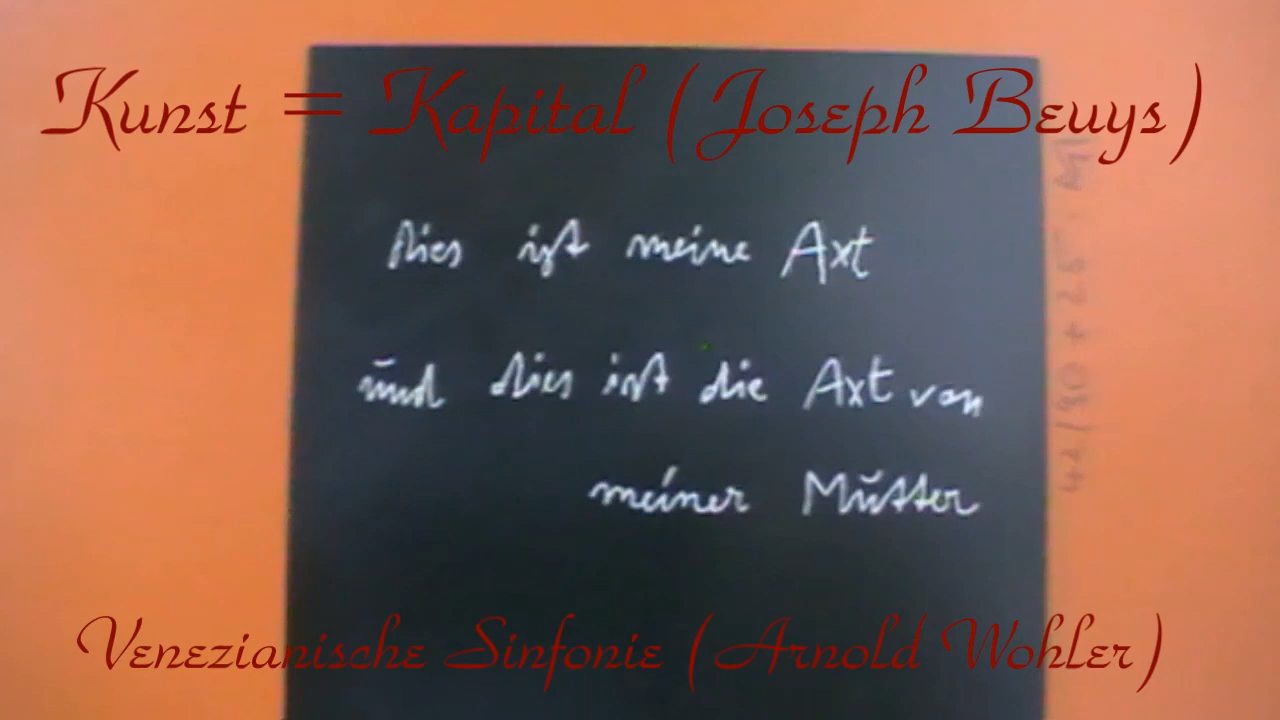 Kunst = Kapital (Joseph Beuys)
dies ist meine Axt
und dies ist die Axt von
meiner Mutter
Venezianische Sinfonie (Arnold Wohler)